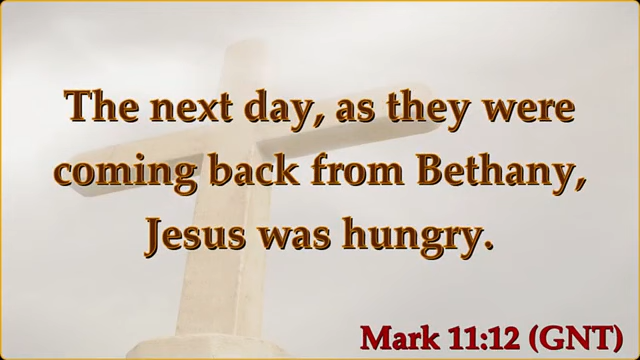 The next day, as they were
coming back from Bethany,
Jesus was hungry.
Mark 11:12 (GNT)